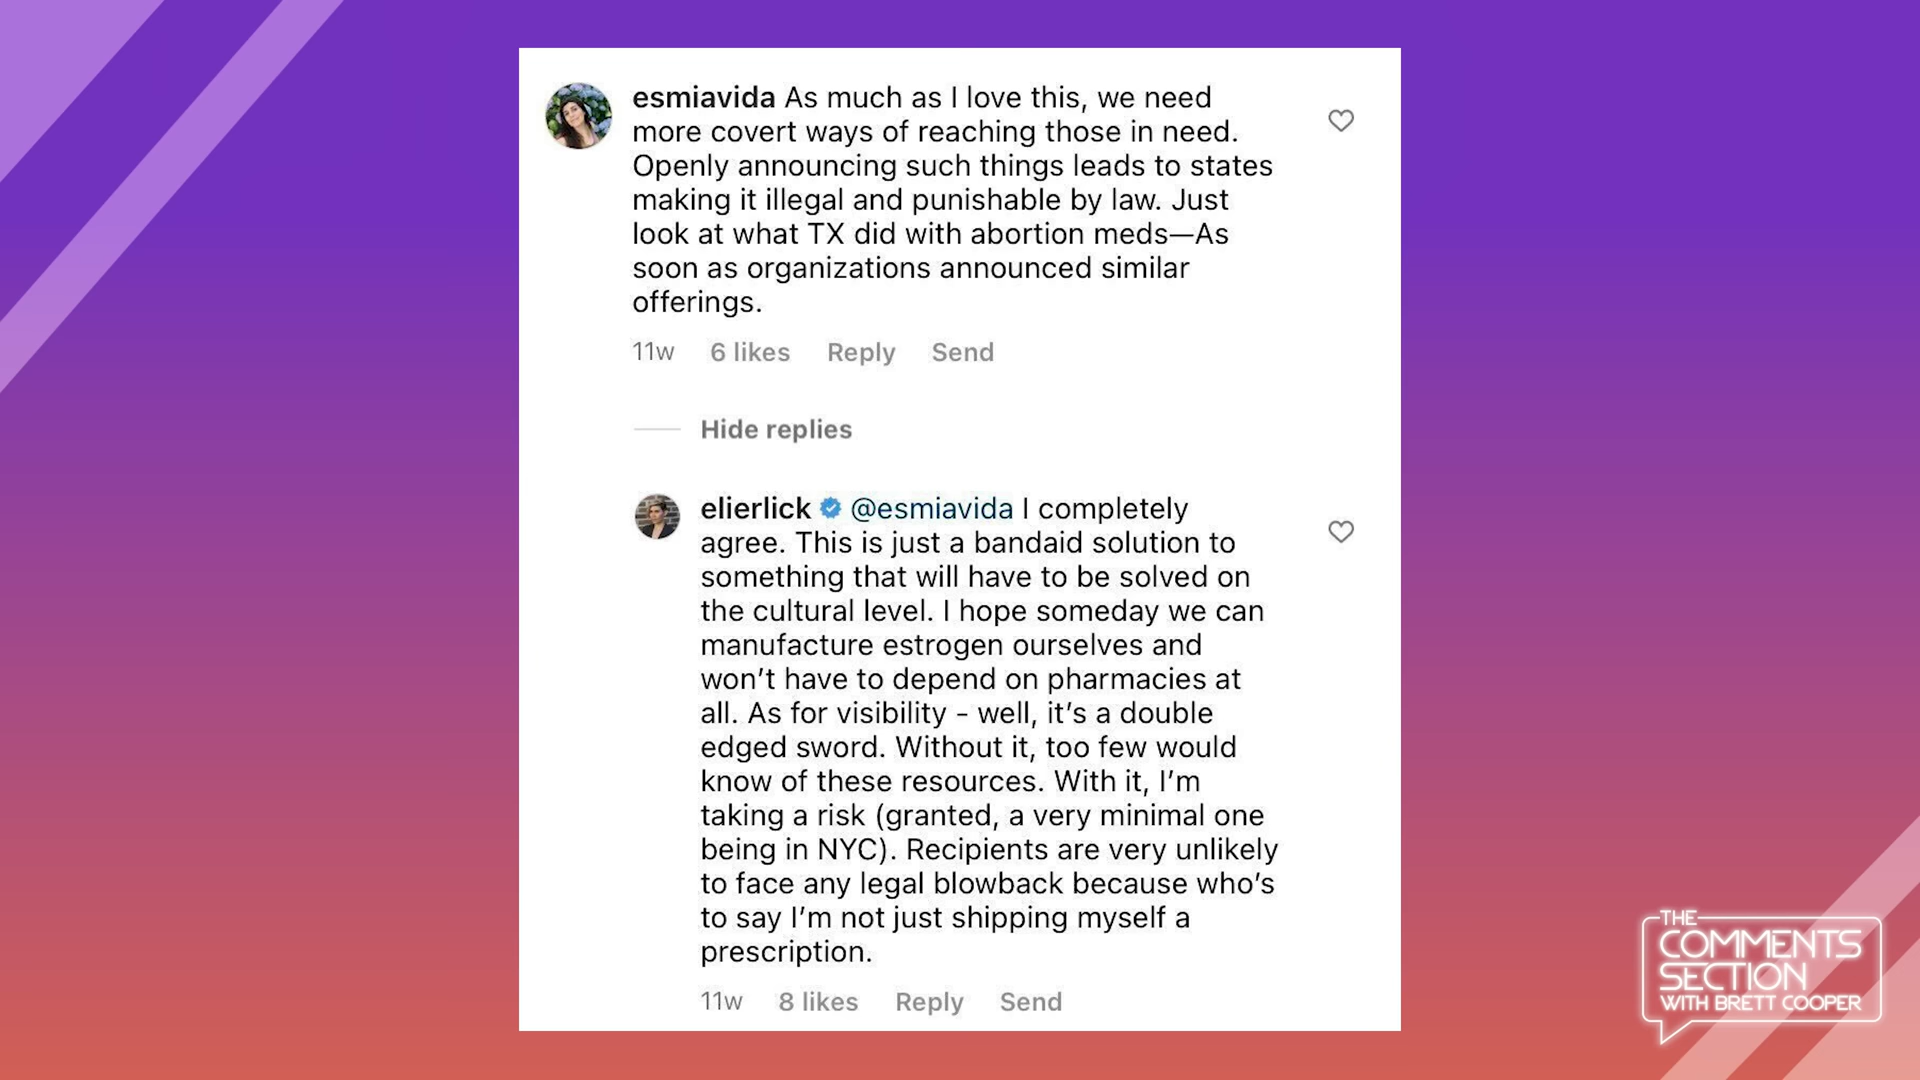 esmiavida As much as I love this, we need
more covert ways of reaching those in need.
Openly announcing such things leads to states
making it illegal and punishable by law. Just
look at what TX did with abortion meds—As
soon as organizations announced similar
offerings.
11w 6 likes Reply Send
Hide replies
elierlick @esmiavida I completely
agree. This is just a bandaid solution to
something that will have to be solved on
the cultural level. I hope someday we can
manufacture estrogen ourselves and
won't have to depend on pharmacies at
all. As for visibility - well, it's a double
edged sword. Without it, too few would
know of these resources. With it, I'm
taking a risk (granted, a very minimal one
being in NYC). Recipients are very unlikely
to face any legal blowback because who's
to say I'm not just shipping myself a
prescription.
11w 8 likes Reply Send
THE
COMMENTS
SECTION
WITH BRETT COOPER